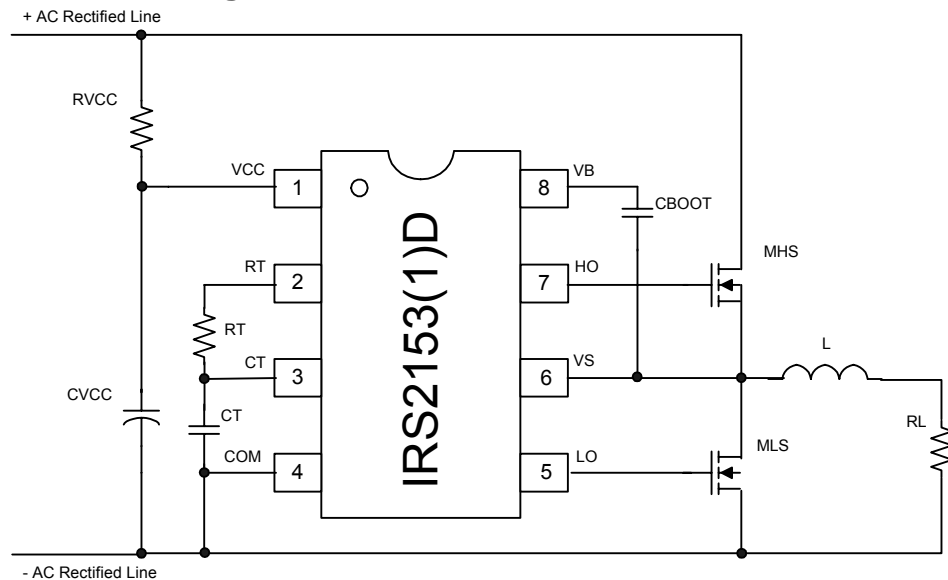 + AC Rectified Line
RVCC
VCC
1
8
VB
CBOOT
MHS
RT
2
7
HO
RT
IRS2153(1)D
CT
3
6
VS
L
CVCC
CT
RL
MLS
COM
4
5
LO
- AC Rectified Line